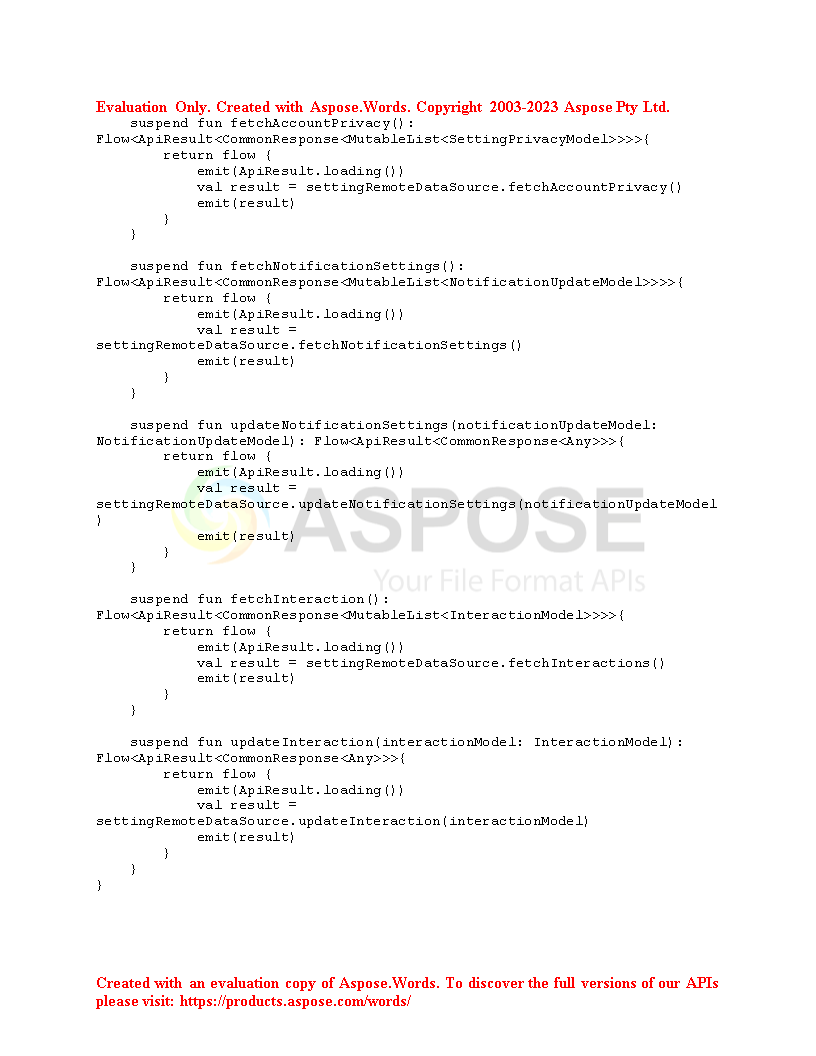 Evaluation Only. Created with Aspose.Words. Copyright 2003-2023 Aspose Pty Ltd.
    suspend fun fetchAccountPrivacy():
Flow<ApiResult<CommonResponse<MutableList<SettingPrivacyModel>>>>{
        return flow {
            emit(ApiResult.loading())
            val result = settingRemoteDataSource.fetchAccountPrivacy()
            emit(result)
        }
    }

    suspend fun fetchNotificationSettings():
Flow<ApiResult<CommonResponse<MutableList<NotificationUpdateModel>>>>{
        return flow {
            emit(ApiResult.loading())
            val result =
settingRemoteDataSource.fetchNotificationSettings()
            emit(result)
        }
    }

    suspend fun updateNotificationSettings(notificationUpdateModel:
NotificationUpdateModel): Flow<ApiResult<CommonResponse<Any>>>{
        return flow {
            emit(ApiResult.loading())
            val result =
settingRemoteDataSource.updateNotificationSettings(notificationUpdateModel
)
            emit(result)
        }
    }
ASPOSE
Your File Format APIs

    suspend fun fetchInteraction():
Flow<ApiResult<CommonResponse<MutableList<InteractionModel>>>>{
        return flow {
            emit(ApiResult.loading())
            val result = settingRemoteDataSource.fetchInteractions()
            emit(result)
        }
    }

    suspend fun updateInteraction(interactionModel: InteractionModel):
Flow<ApiResult<CommonResponse<Any>>>{
        return flow {
            emit(ApiResult.loading())
            val result =
settingRemoteDataSource.updateInteraction(interactionModel)
            emit(result)
        }
    }
}

Created with an evaluation copy of Aspose.Words. To discover the full versions of our APIs
please visit: https://products.aspose.com/words/